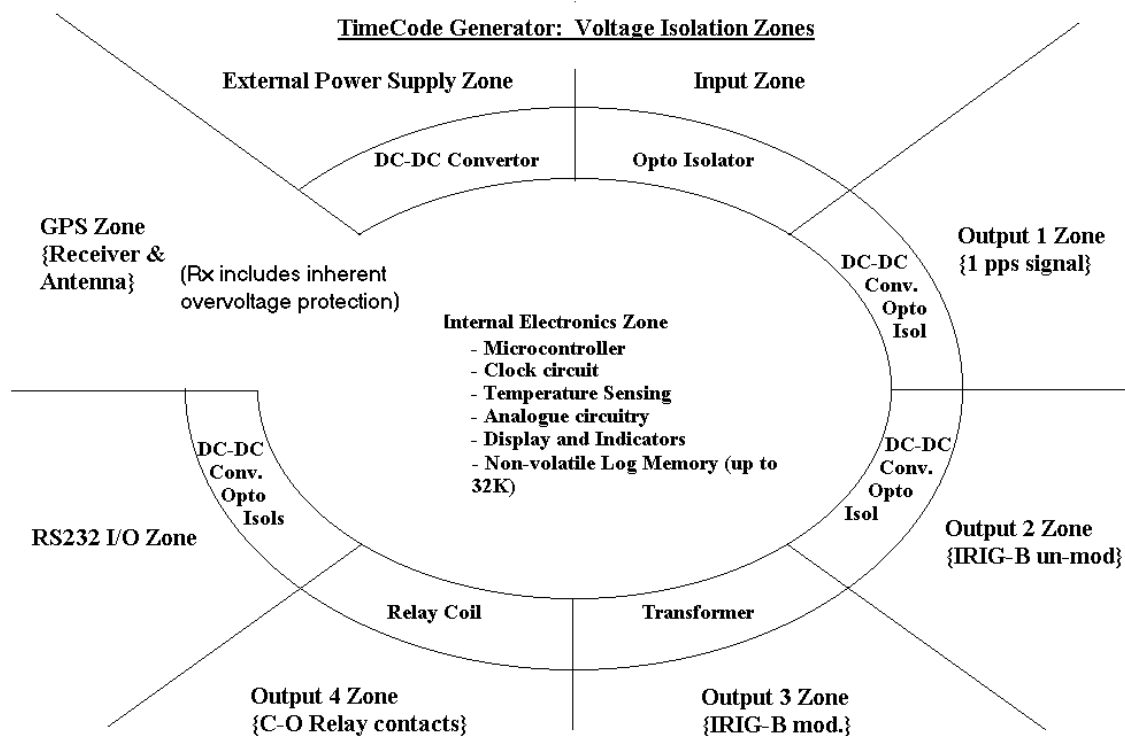 TimeCode Generator:  Voltage Isolation Zones
External Power Supply Zone
Input Zone
DC-DC Convertor
Opto Isolator
GPS Zone
{Receiver &
Antenna}
(Rx includes inherent
overvoltage protection)
Output 1 Zone
{1 pps signal}
DC-DC
Conv.
Opto
Isol
Internal Electronics Zone
- Microcontroller
- Clock circuit
- Temperature Sensing
- Analogue circuitry
- Display and Indicators
- Non-volatile Log Memory (up to
32K)
DC-DC
Conv.
Opto
Isols
DC-DC
Conv.
Opto
Isol
RS232 I/O Zone
Output 2 Zone
{IRIG-B un-mod}
Relay Coil
Transformer
Output 4 Zone
{C-O Relay contacts}
Output 3 Zone
{IRIG-B mod.}